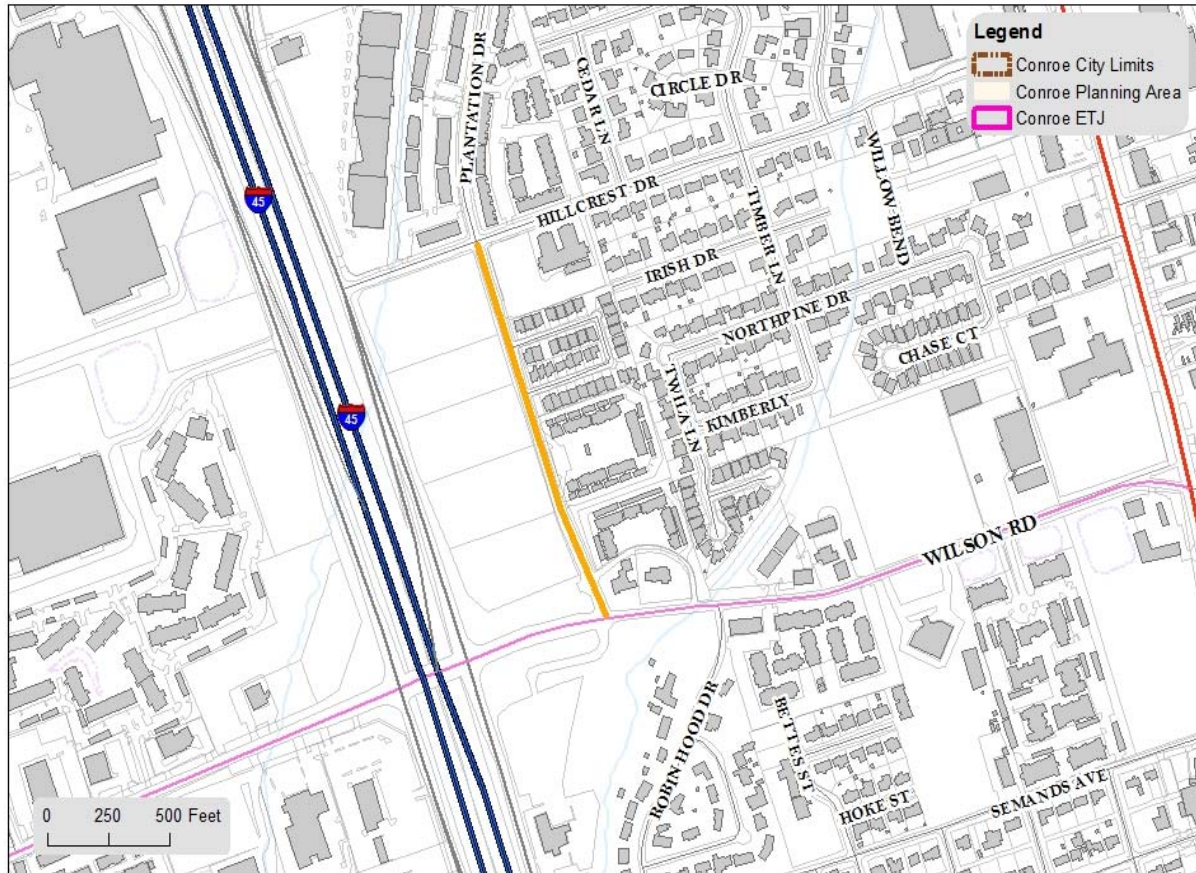 Legend
Conroe City Limits
Conroe Planning Area
Conroe ETJ
PLANTATION DR
CEDAR LN
CIRCLE DR
HILLCREST DR
TIMBER LN
WILLOW BEND
IRISH DR
NORTHPINE DR
CHASE CT
TWILA LN
KIMBERLY
45
45
WILSON RD
ROBIN HOOD DR
BETTES ST
HOKE ST
SEMANDS AVE
0 250 500 Feet